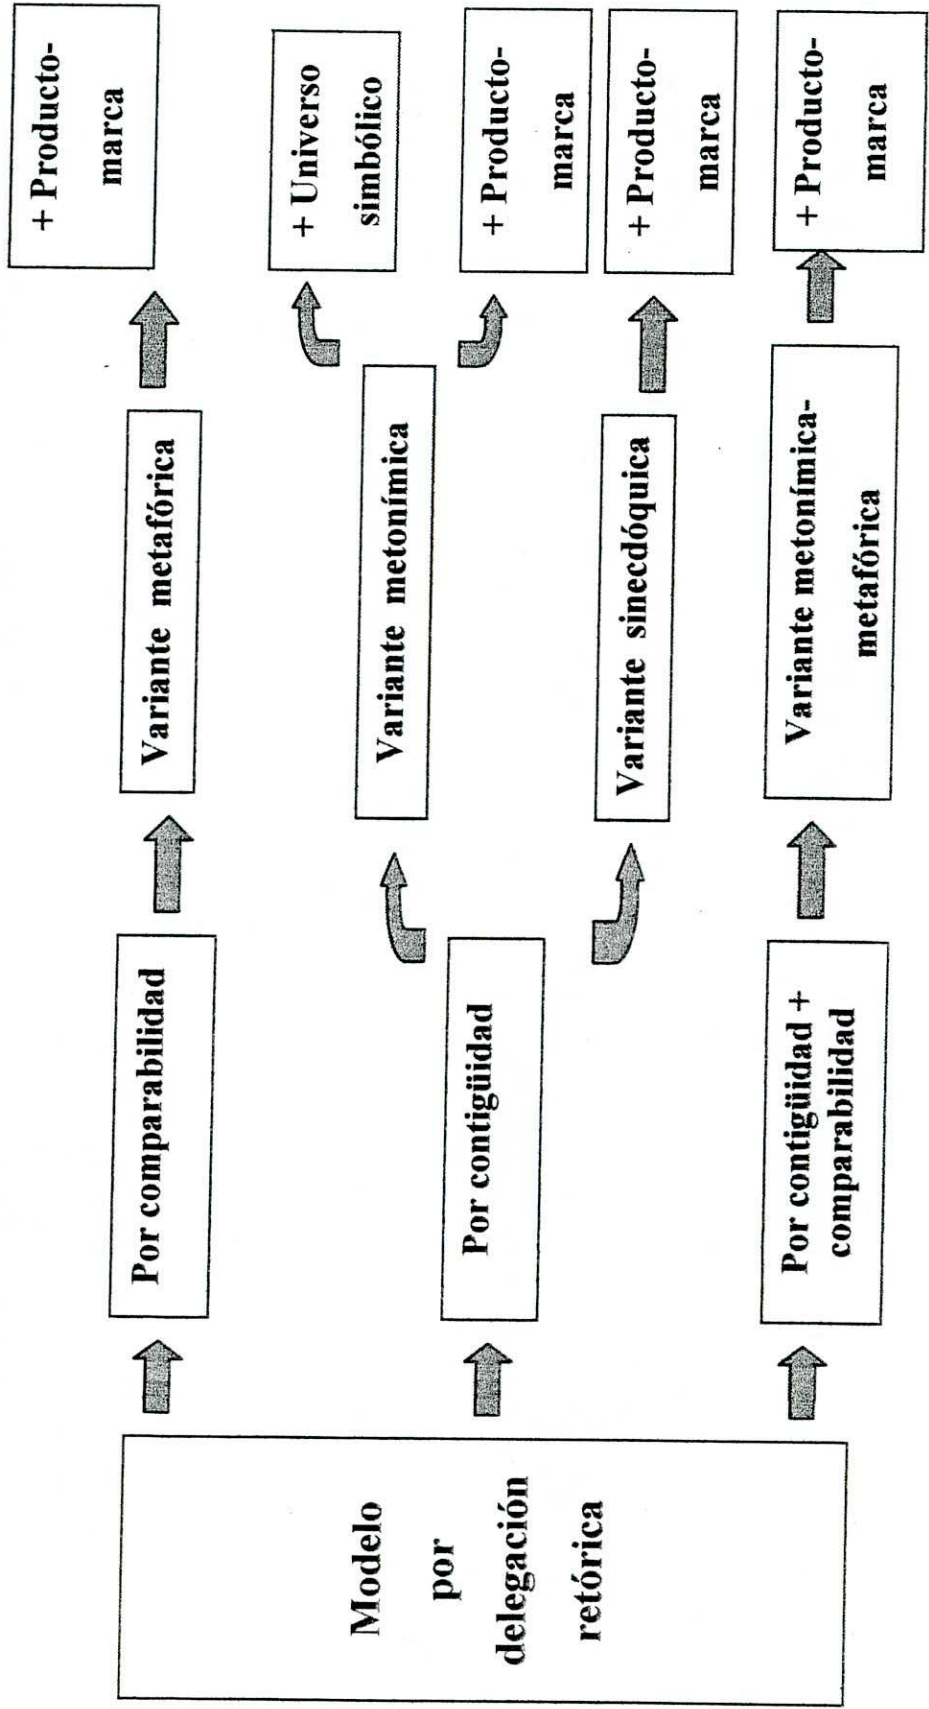 Modelo
por
delegación
retórica
Por comparabilidad
Variante metafórica
+ Producto-
marca
Por contigüidad
Variante metonímica
+ Universo
simbólico
+ Producto-
marca
Variante sinecdóquica
+ Producto-
marca
Por contigüidad +
comparabilidad
Variante metonímica-
metafórica
+ Producto-
marca